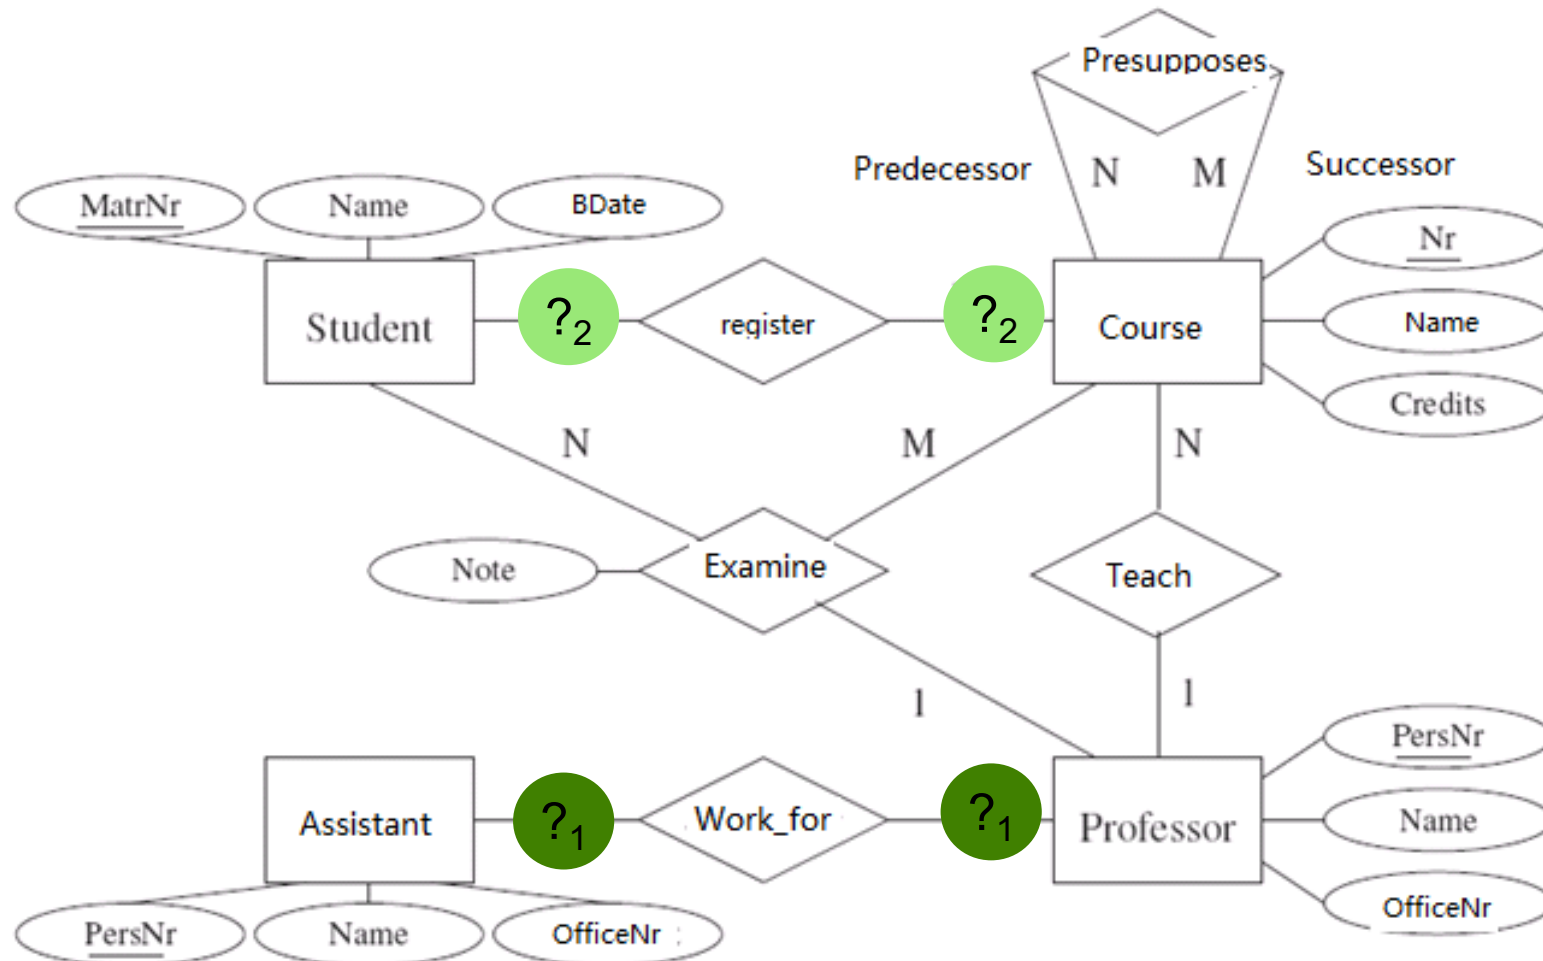 Presupposes
Predecessor
N
M
Successor
MatrNr
Name
BDate
Nr
Student
?2
register
?2
Course
Name
Credits
N
M
N
Note
Examine
Teach
1
1
PersNr
Assistant
?1
Work_for
?1
Professor
Name
PersNr
Name
OfficeNr
OfficeNr